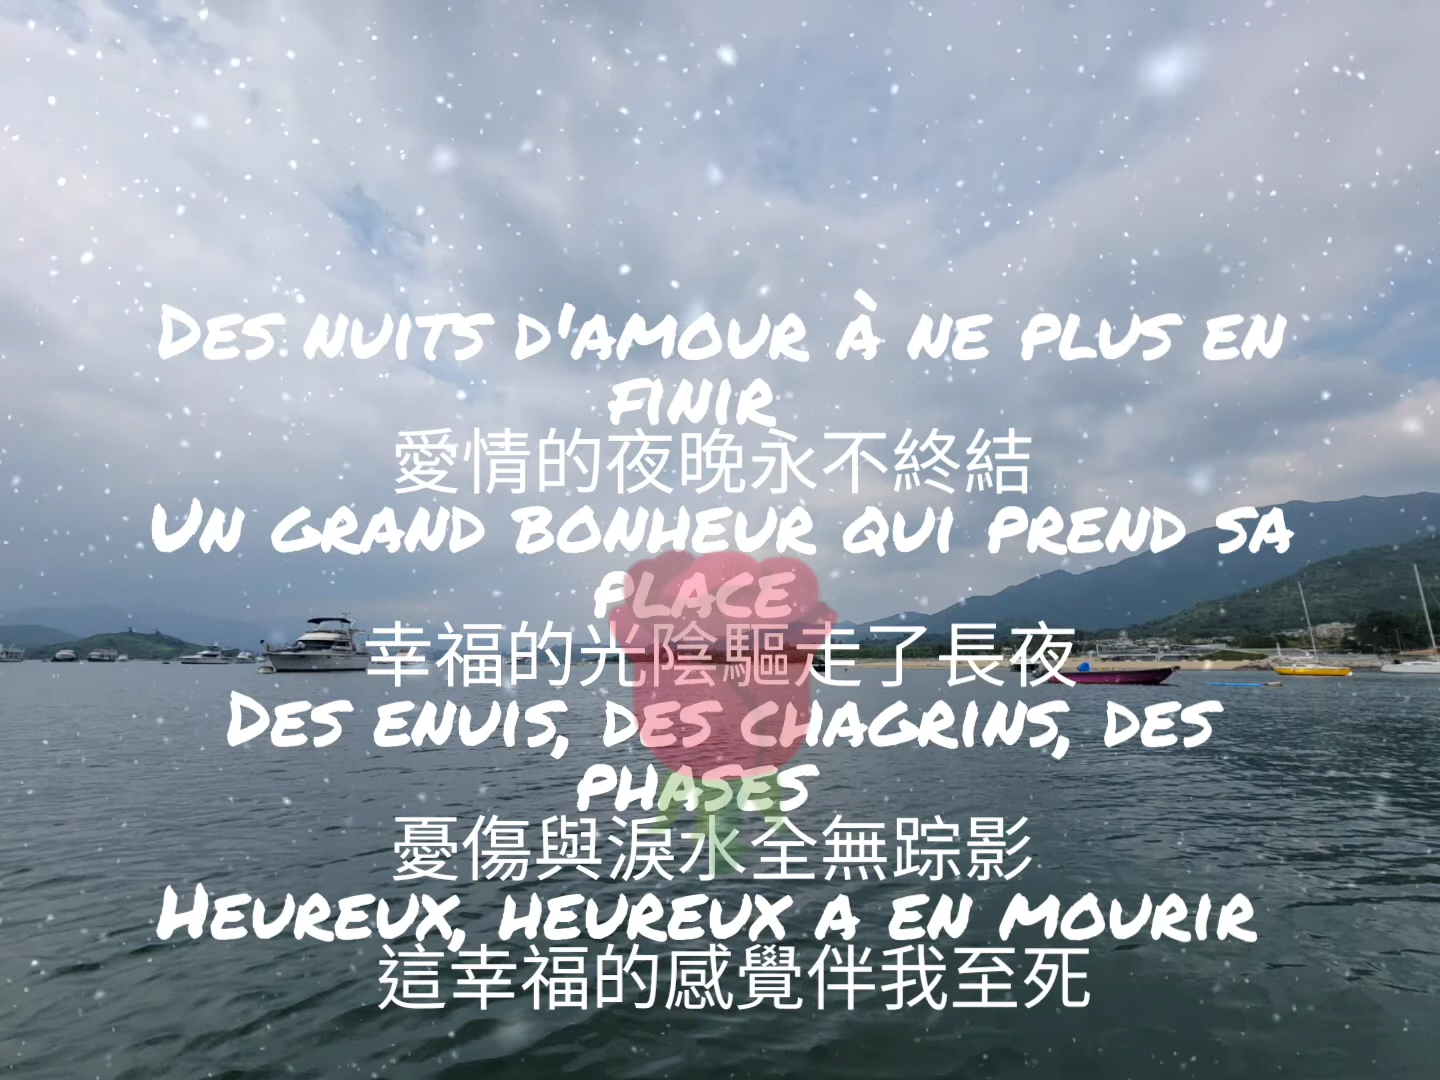 Des nuits d'amour à ne plus en
finir
愛情的夜晚永不終結
Un grand bonheur qui prend sa
place
幸福的光陰驅走了長夜
Des enuis, des chagrins, des
phases
憂傷與淚水全無踪影
Heureux, heureux a en mourir
這幸福的感覺伴我至死